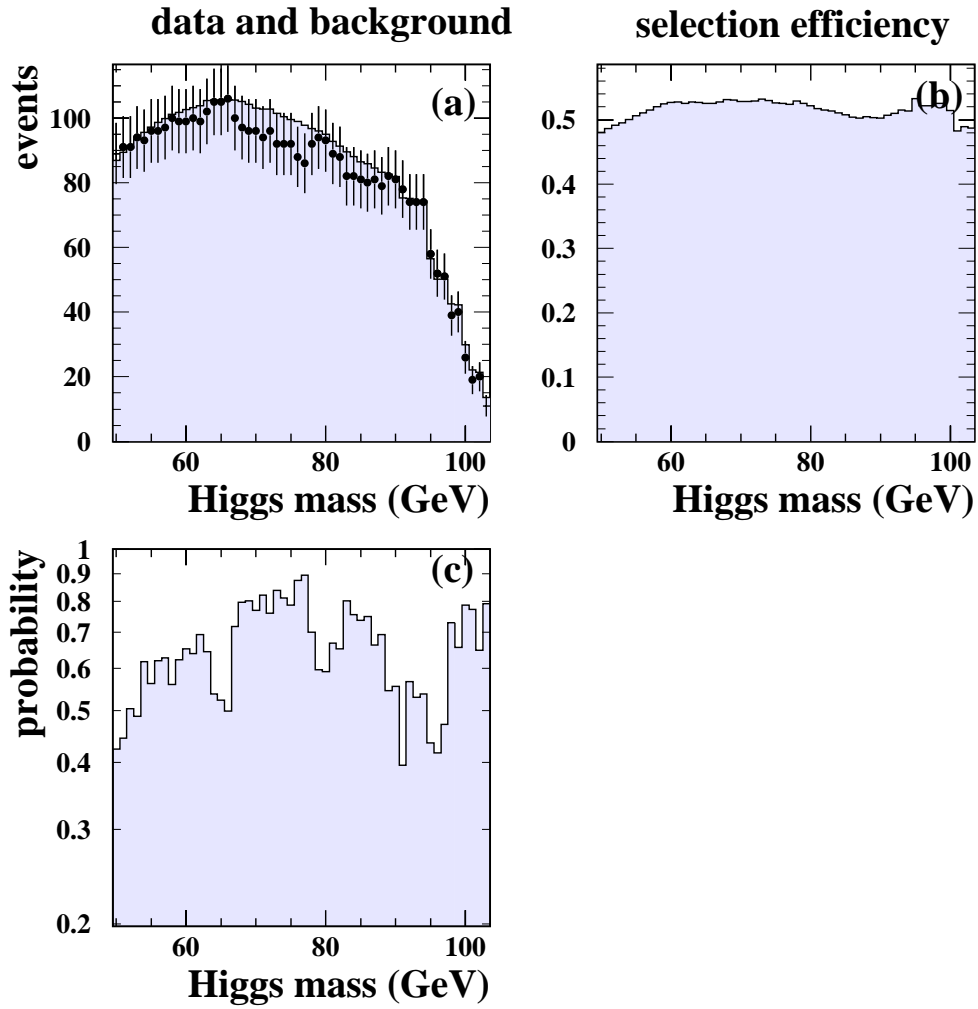 data and background
selection efficiency
events
100
80
60
40
20
0
(a)
60 80 100
Higgs mass (GeV)
0.5
0.4
0.3
0.2
0.1
0
(b)
60 80 100
Higgs mass (GeV)
probability
1
0.9
0.8
0.7
0.6
0.5
0.4
0.3
0.2
(c)
60 80 100
Higgs mass (GeV)